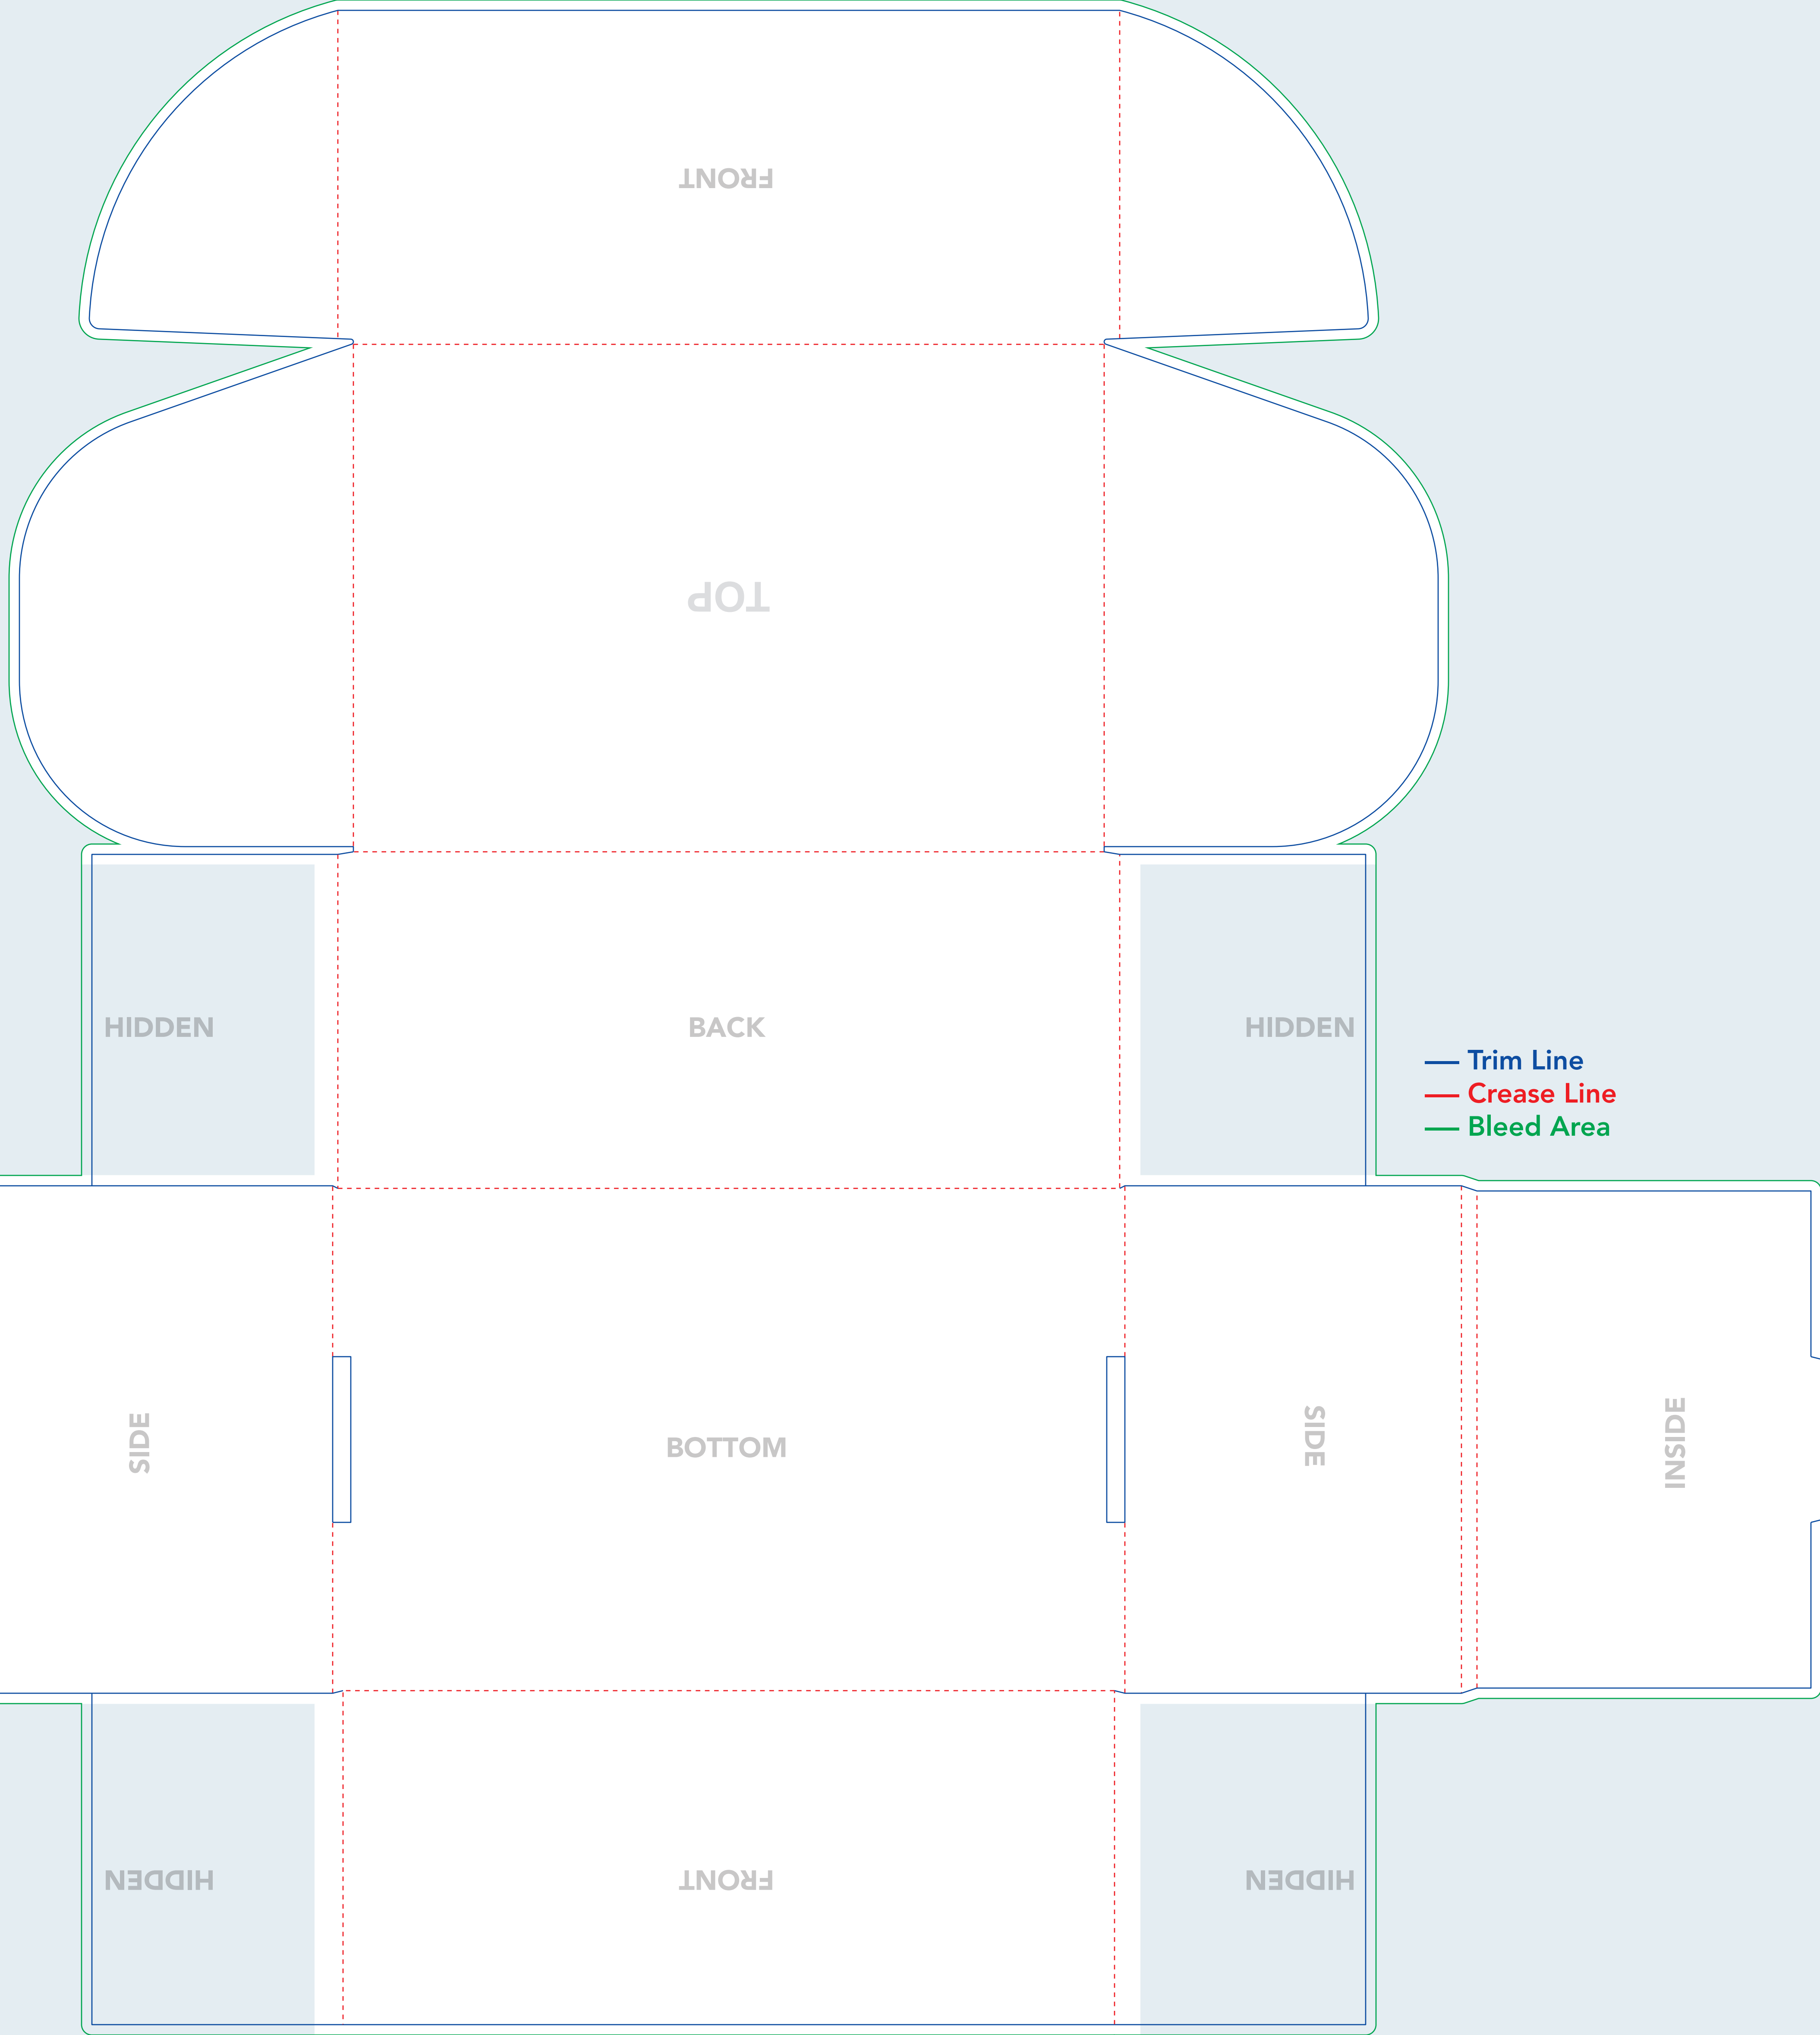 FRONT
TOP
HIDDEN
BACK
HIDDEN
Trim Line
Crease Line
Bleed Area
SIDE
BOTTOM
SIDE
INSIDE
HIDDEN
FRONT
HIDDEN